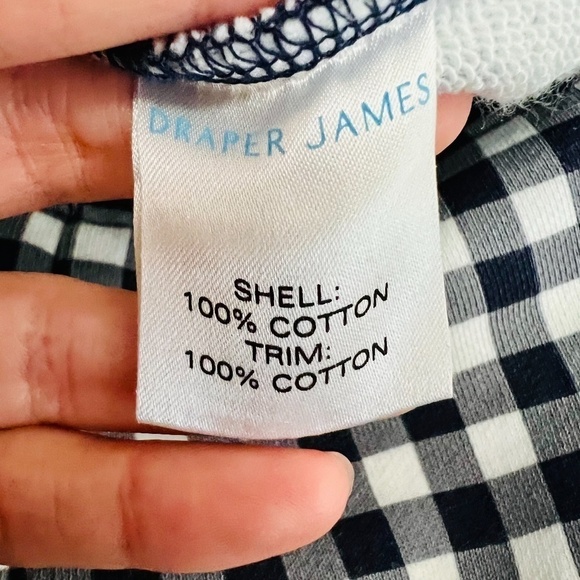 DRAPER JAMES
SHELL:
100% COTTON
TRIM:
100% COTTON